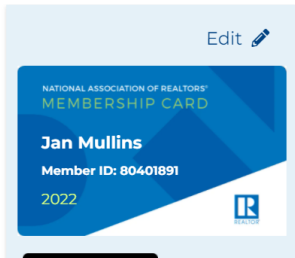 Edit
NATIONAL ASSOCIATION OF REALTORS®
MEMBERSHIP CARD
Jan Mullins
Member ID: 80401891
2022
R
REALTOR®